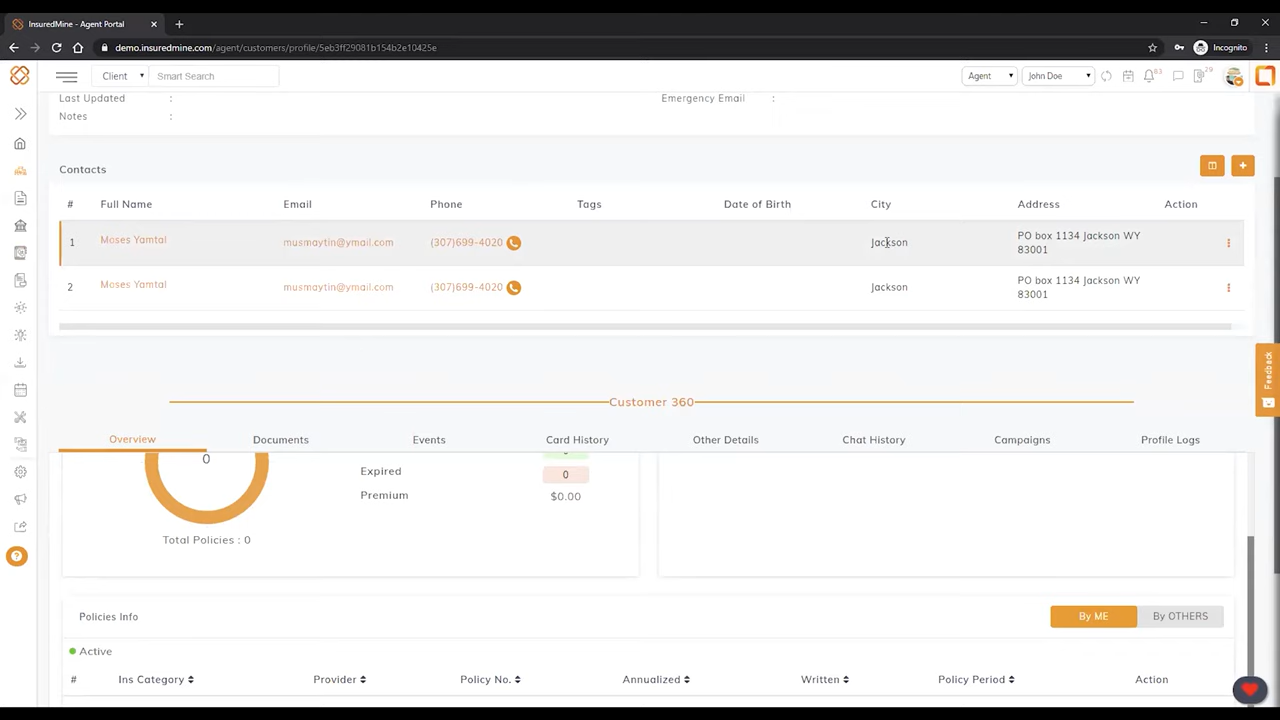 InsuredMine - Agent Portal
demo.insuredmine.com/agent/customers/profile/5eb3ff29081b154b2e10425e
Incognito
Client
Smart Search
Agent
John Doe
83
29
Last Updated :
Emergency Email :
Notes :
Contacts
# Full Name Email Phone Tags Date of Birth City Address Action
1 Moses Yamtal musmaytin@ymail.com (307)699-4020 Jackson PO box 1134 Jackson WY
83001
2 Moses Yamtal musmaytin@ymail.com (307)699-4020 Jackson PO box 1134 Jackson WY
83001
Feedback
Customer 360
Overview Documents Events Card History Other Details Chat History Campaigns Profile Logs
0
Expired 0
Premium $0.00
Total Policies : 0
Policies Info
By ME By OTHERS
Active
# Ins Category Provider Policy No. Annualized Written Policy Period Action